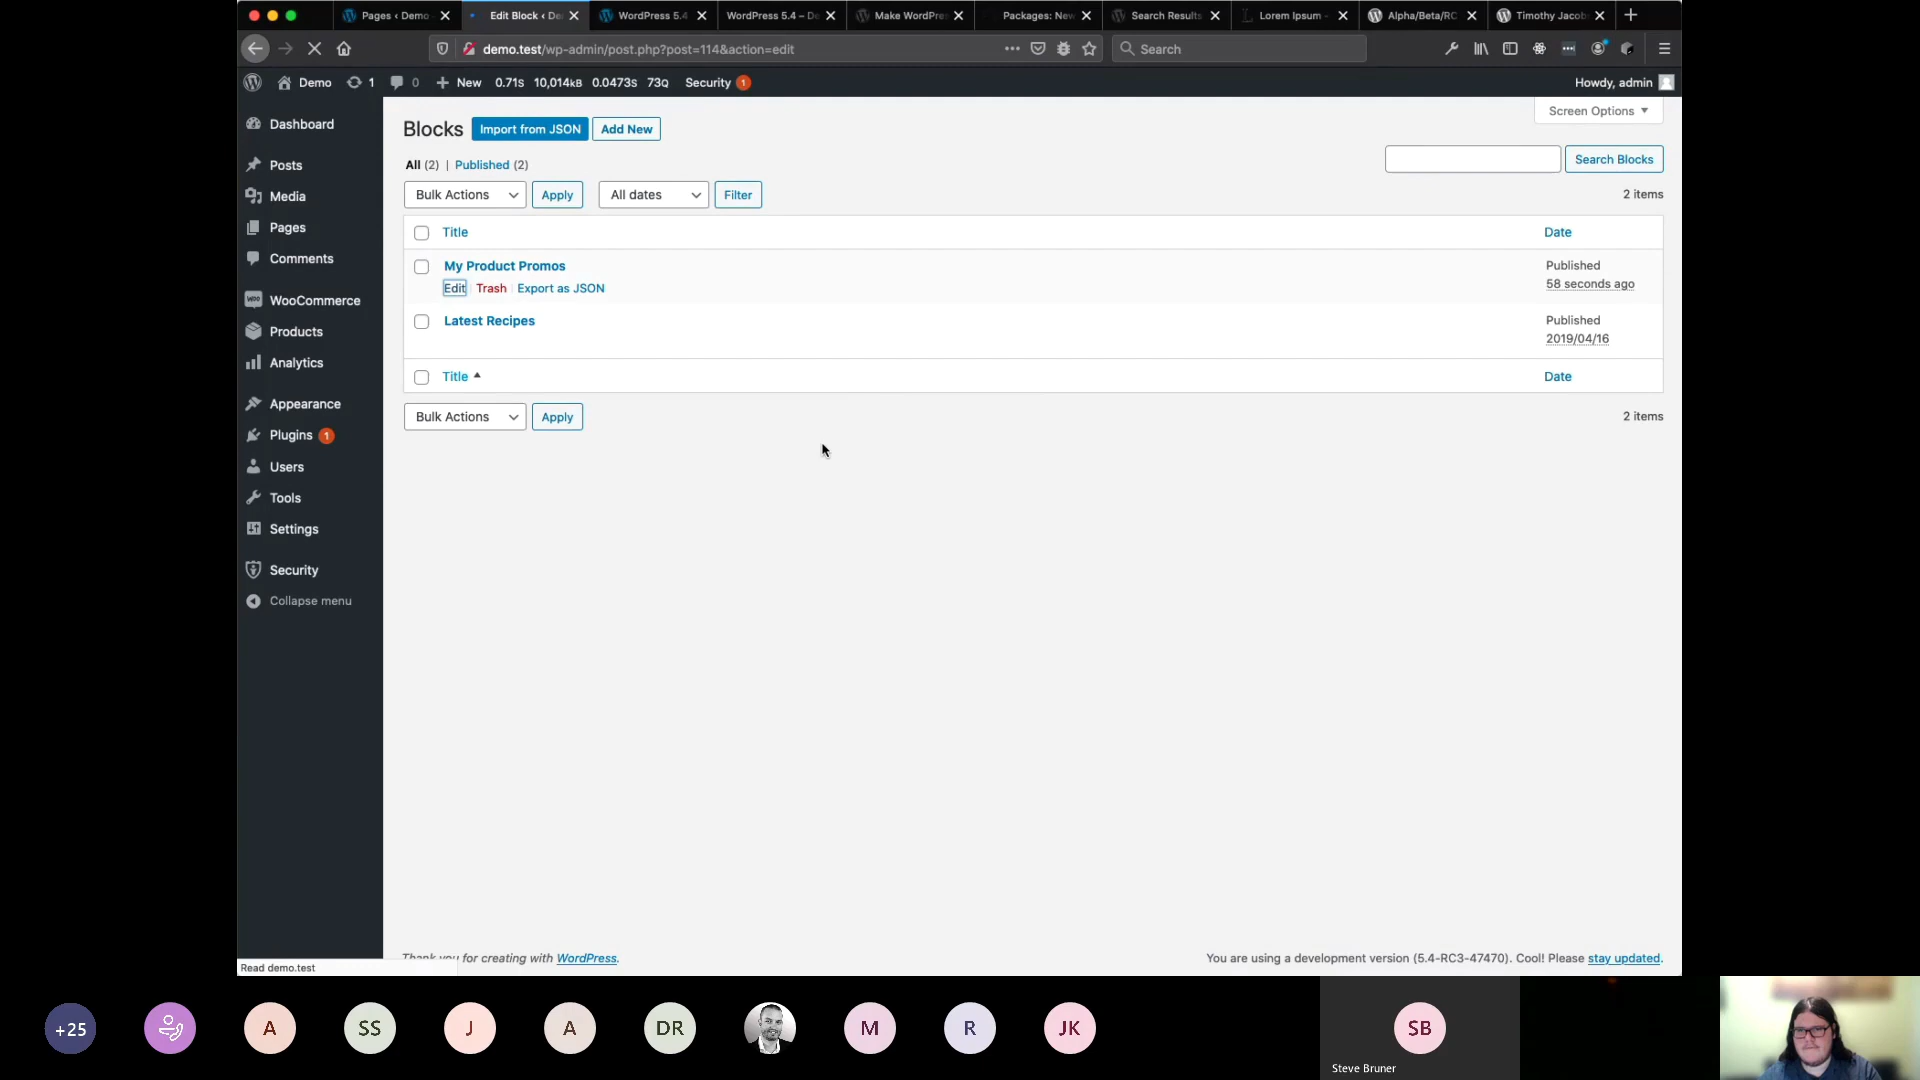 Pages ‹ Demo
Edit Block ‹ De
WordPress 5.4
WordPress 5.4 – De
Make WordPre
Packages: New
Search Results
Lorem Ipsum -
Alpha/Beta/RC
Timothy Jacob
demo.test/wp-admin/post.php?post=114&action=edit
Search
Demo
1
0
New
0.71s 10,014kB 0.0473s 73Q
Security 1
Howdy, admin
Dashboard
Posts
Media
Pages
Comments
WooCommerce
Products
Analytics
Appearance
Plugins 1
Users
Tools
Settings
Security
Collapse menu
Screen Options
Blocks
Import from JSON
Add New
All (2) | Published (2)
Search Blocks
Bulk Actions
Apply
All dates
Filter
2 items
Title
Date
My Product Promos
Edit | Trash | Export as JSON
Published
58 seconds ago
Latest Recipes
Published
2019/04/16
Title
Date
Bulk Actions
Apply
2 items
Thank you for creating with WordPress.
You are using a development version (5.4-RC3-47470). Cool! Please stay updated.
Read demo.test
+25
A
SS
J
A
DR
M
R
JK
SB
Steve Bruner